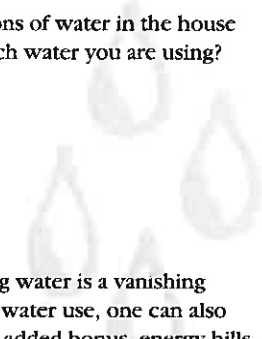 ons of water in the house
ch water you are using?
g water is a vanishing
water use, one can also
added bonus, energy bills